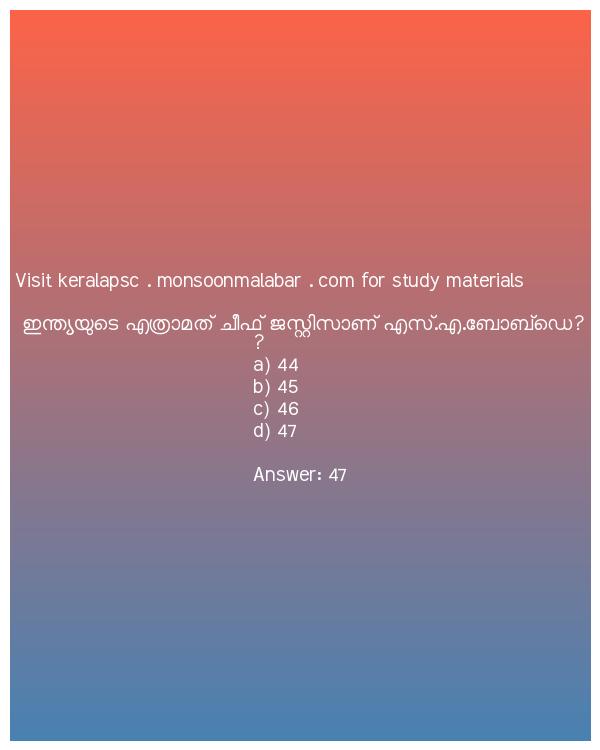 Visit keralapsc . monsoonmalabar . com for study materials
ഇന്ത്യയുടെ എത്രാമത് ചീഫ് ജസ്റ്റിസാണ് എസ്.എ.ബോബ്ഡെ?
?
a) 44
b) 45
c) 46
d) 47
Answer: 47